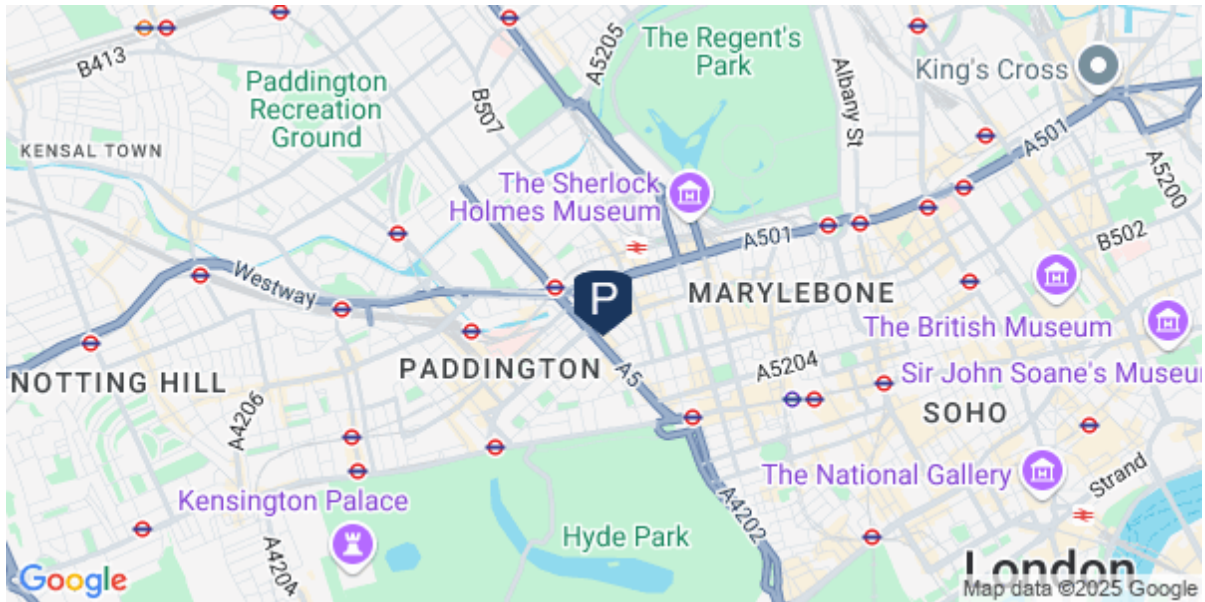 The Regent's
Park
A5205
Albany St
King's Cross
B413
Paddington
Recreation
Ground
B507
A501
KENSAL TOWN
A5200
The Sherlock
Holmes Museum
B502
A501
Westway
P
MARYLEBONE
The British Museum
PADDINGTON
A5
A5204
Sir John Soane's Museu
NOTTING HILL
A4206
SOHO
The National Gallery
Strand
Kensington Palace
A4202
Hyde Park
A4204
London
Google
Map data ©2025 Google